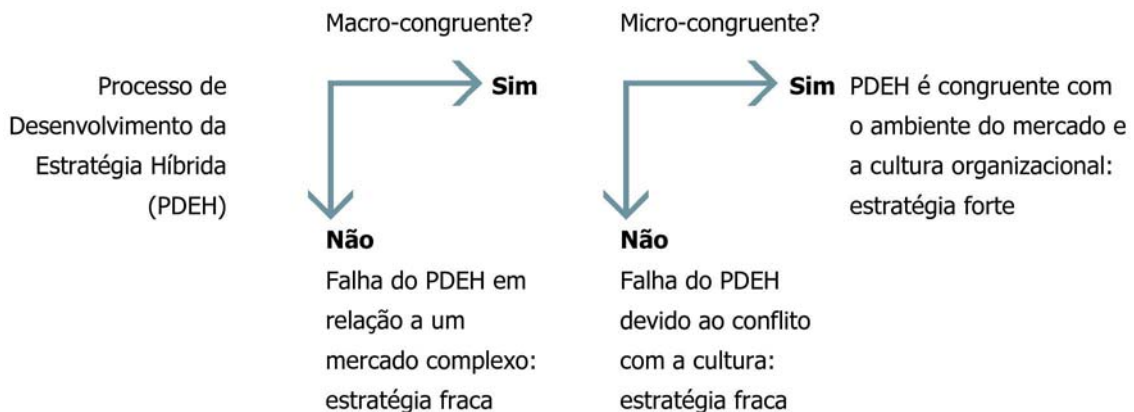 Macro-congruente?
Micro-congruente?
Processo de
Desenvolvimento da
Estratégia Híbrida
(PDEH)
Sim
Sim
PDEH é congruente com
o ambiente do mercado e
a cultura organizacional:
estratégia forte
Não
Falha do PDEH em
relação a um
mercado complexo:
estratégia fraca
Não
Falha do PDEH
devido ao conflito
com a cultura:
estratégia fraca